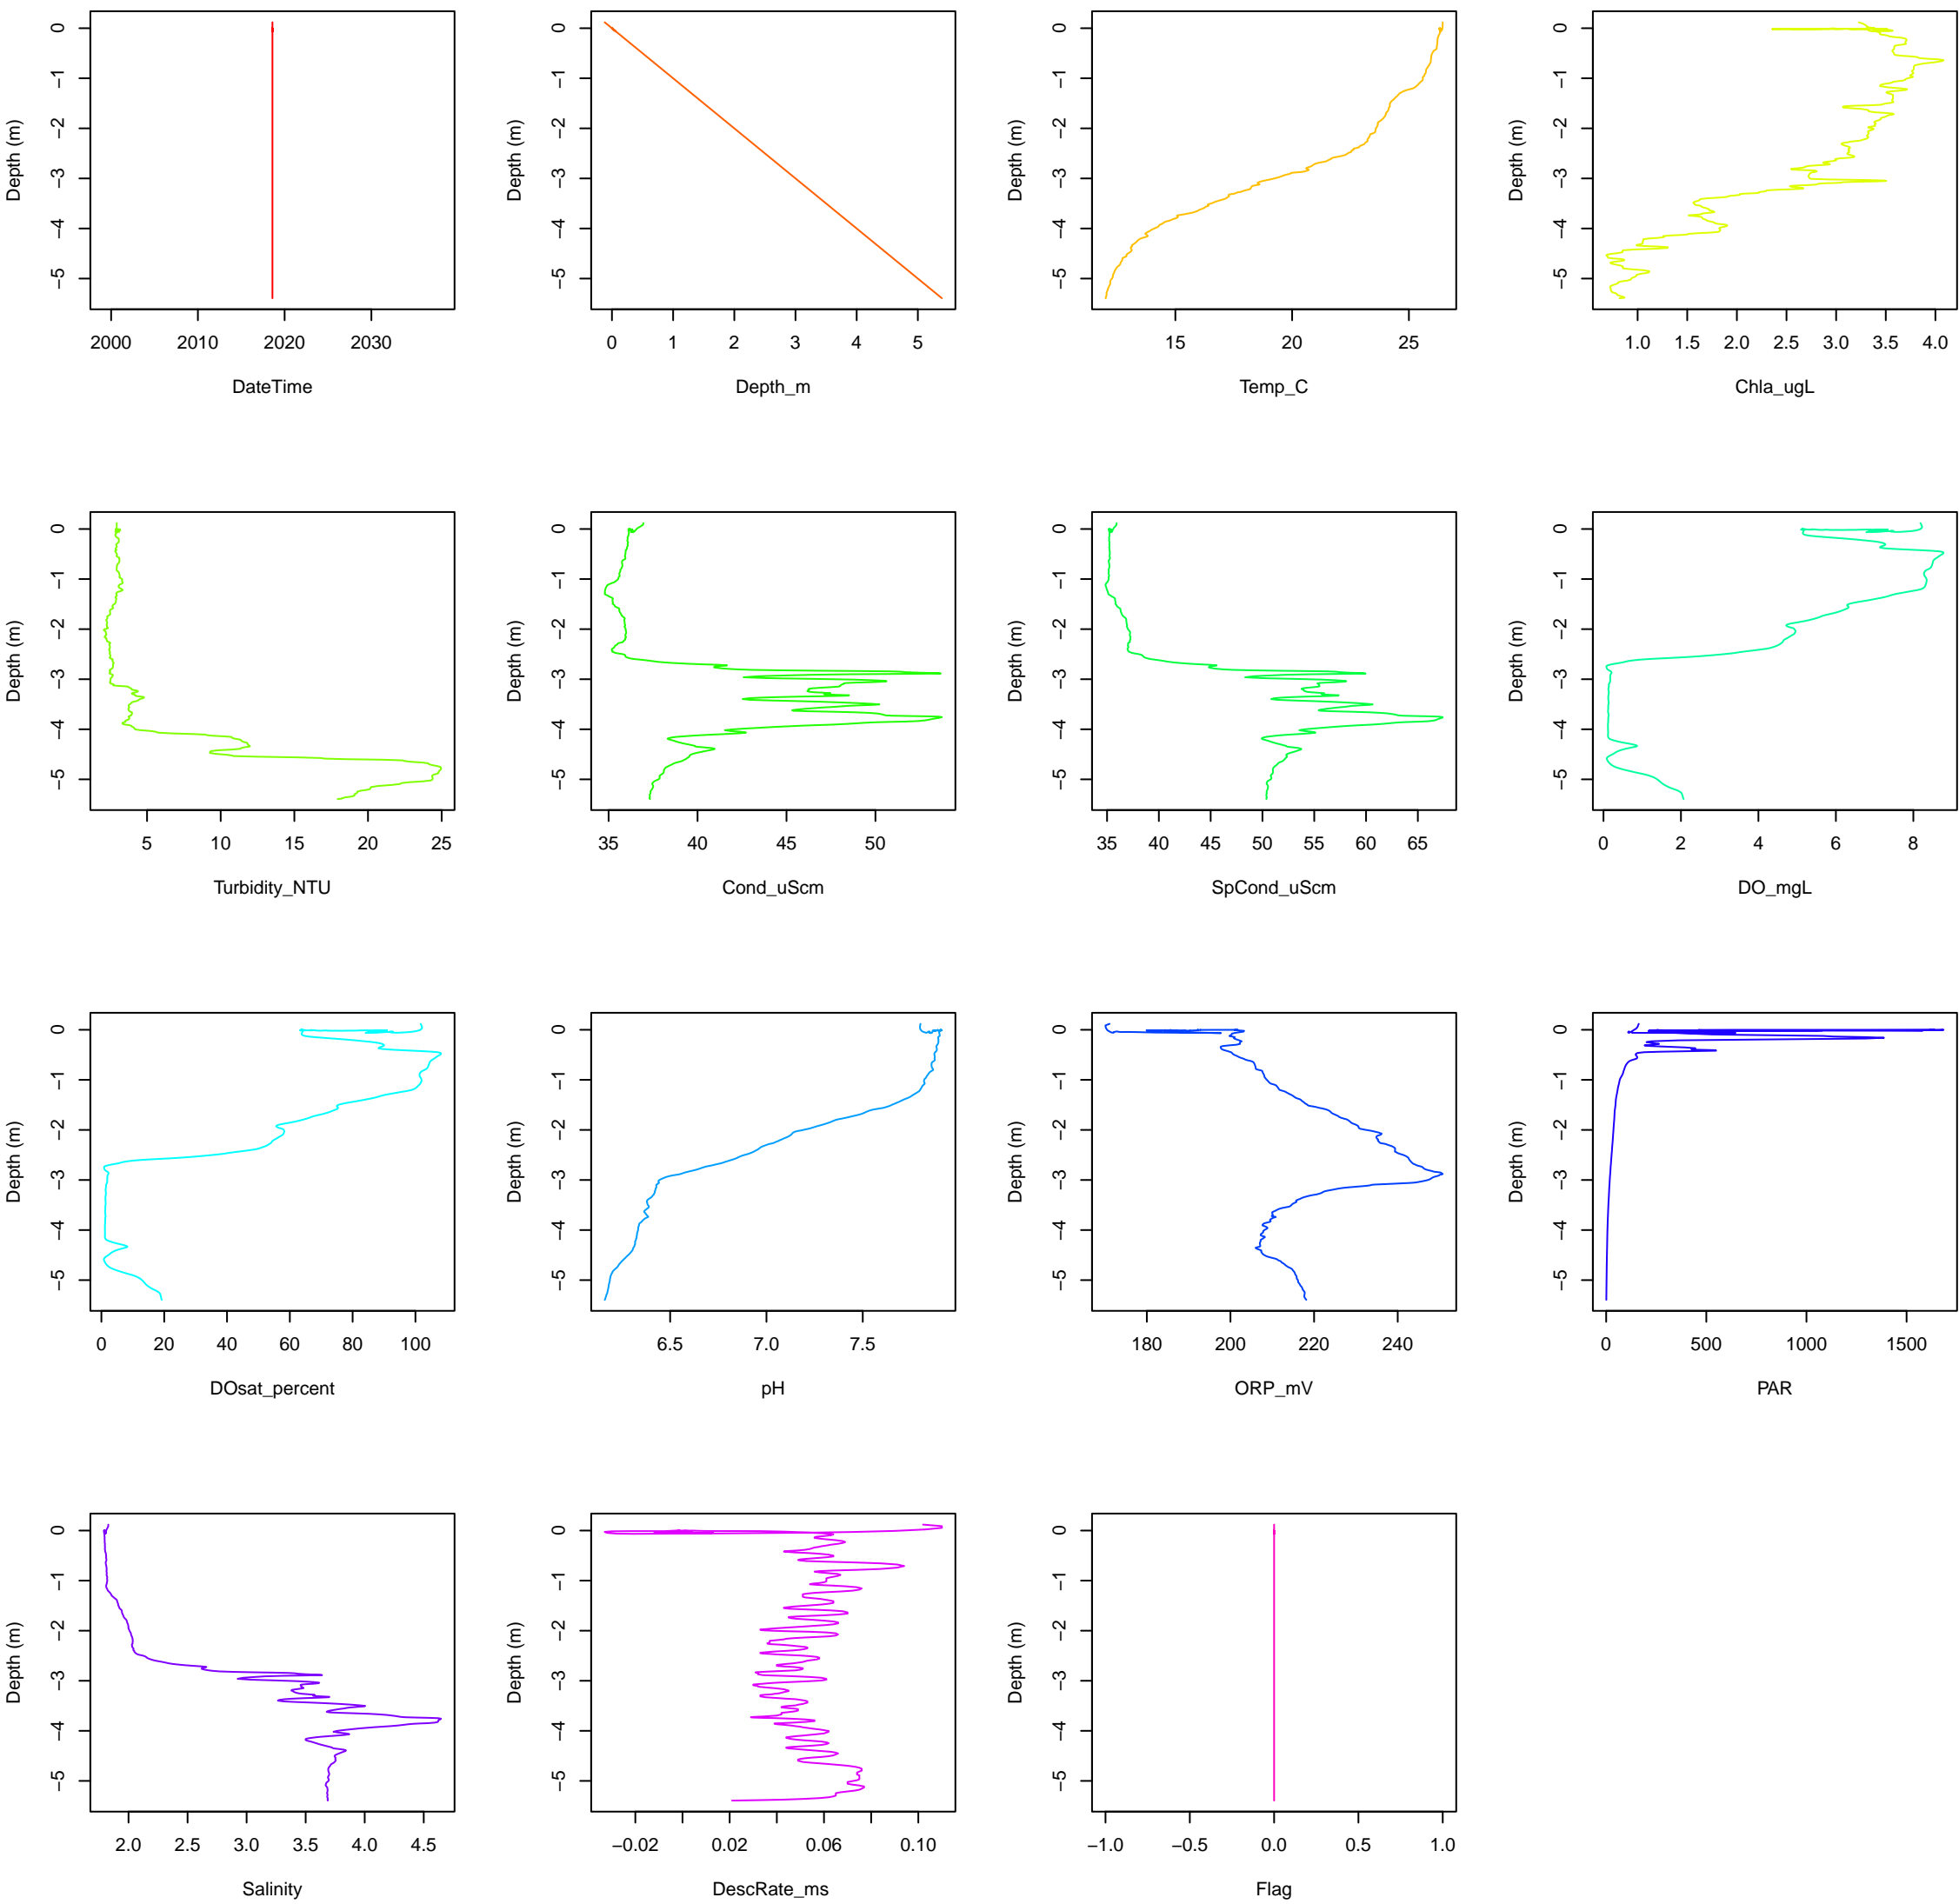 Depth (m) 0 −1 −2 −3 −4 −5 2000 2010 2020 2030 DateTime
Depth (m) 0 −1 −2 −3 −4 −5 0 1 2 3 4 5 Depth_m
Depth (m) 0 −1 −2 −3 −4 −5 15 20 25 Temp_C
Depth (m) 0 −1 −2 −3 −4 −5 1.0 1.5 2.0 2.5 3.0 3.5 4.0 Chla_ugL
Depth (m) 0 −1 −2 −3 −4 −5 5 10 15 20 25 Turbidity_NTU
Depth (m) 0 −1 −2 −3 −4 −5 35 40 45 50 Cond_uScm
Depth (m) 0 −1 −2 −3 −4 −5 35 40 45 50 55 60 65 SpCond_uScm
Depth (m) 0 −1 −2 −3 −4 −5 0 2 4 6 8 DO_mgL
Depth (m) 0 −1 −2 −3 −4 −5 0 20 40 60 80 100 DOsat_percent
Depth (m) 0 −1 −2 −3 −4 −5 6.5 7.0 7.5 pH
Depth (m) 0 −1 −2 −3 −4 −5 180 200 220 240 ORP_mV
Depth (m) 0 −1 −2 −3 −4 −5 0 500 1000 1500 PAR
Depth (m) 0 −1 −2 −3 −4 −5 2.0 2.5 3.0 3.5 4.0 4.5 Salinity
Depth (m) 0 −1 −2 −3 −4 −5 −0.02 0.02 0.06 0.10 DescRate_ms
Depth (m) 0 −1 −2 −3 −4 −5 −1.0 −0.5 0.0 0.5 1.0 Flag